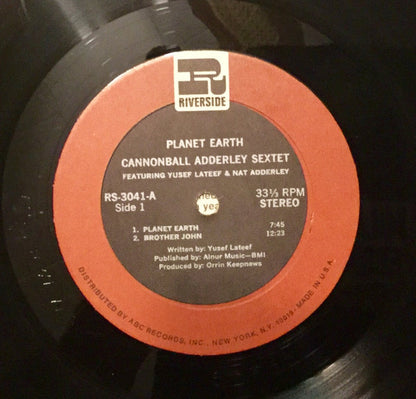 R
RIVERSIDE
PLANET EARTH
CANNONBALL ADDERLEY SEXTET
FEATURING YUSEF LATEEF & NAT ADDERLEY
RS-3041-A
33⅓ RPM
Side 1
STEREO
yea
1. PLANET EARTH 7:45
2. BROTHER JOHN 12:23
Written by: Yusef Lateef
Published by: Alnur Music—BMI
Produced by: Orrin Keepnews
DISTRIBUTED BY ABC RECORDS, INC., NEW YORK, N.Y. 10019 · MADE IN U.S.A.